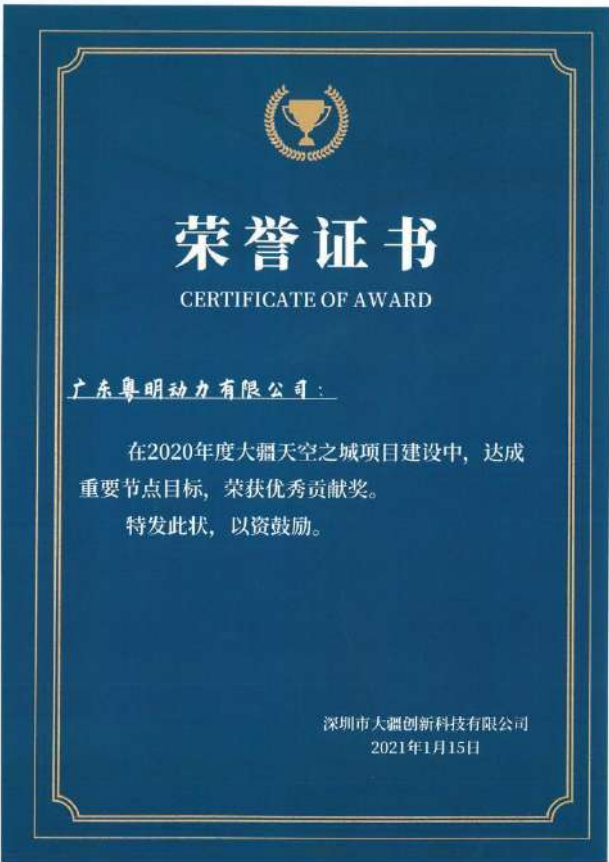 荣誉证书
CERTIFICATE OF AWARD
广东粤明动力有限公司：
在2020年度大疆天空之城项目建设中，达成
重要节点目标，荣获优秀贡献奖。
特发此状，以资鼓励。
深圳市大疆创新科技有限公司
2021年1月15日